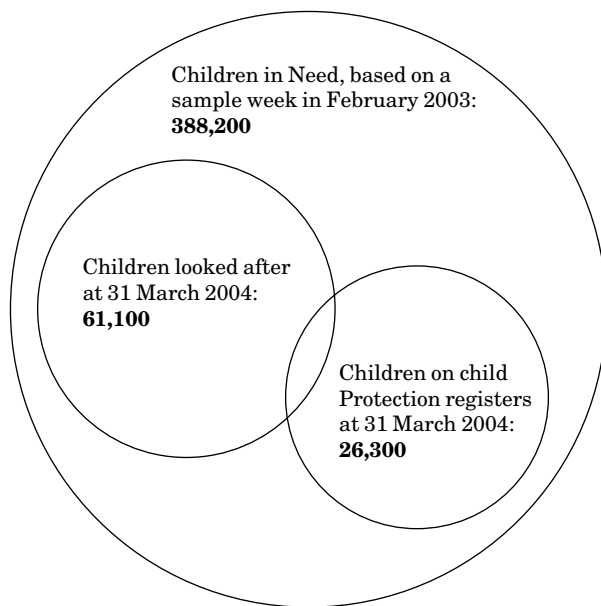 Children in Need, based on a
sample week in February 2003:
388,200
Children looked after
at 31 March 2004:
61,100
Children on child
Protection registers
at 31 March 2004:
26,300